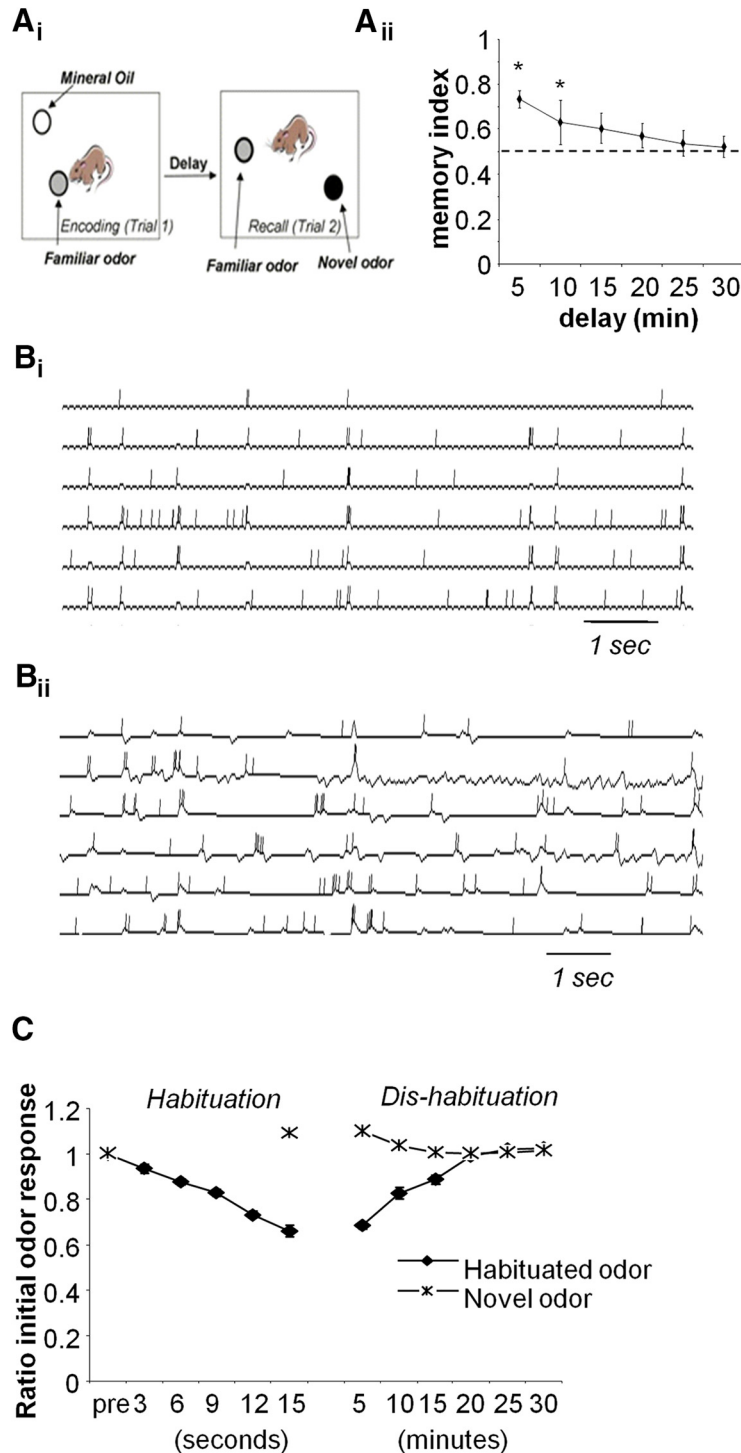 Ai
Mineral Oil
Delay
Encoding (Trial 1)
Recall (Trial 2)
Familiar odor
Familiar odor
Novel odor
Aii
memory index
1
0.8
0.6
0.4
0.2
0
*
*
5 10 15 20 25 30
delay (min)
Bi
1 sec
Bii
1 sec
C
Ratio initial odor response
Habituation
Dis-habituation
1.2
1
0.8
0.6
0.4
0.2
0
Habituated odor
Novel odor
pre 3 6 9 12 15
5 10 15 20 25 30
(seconds)
(minutes)